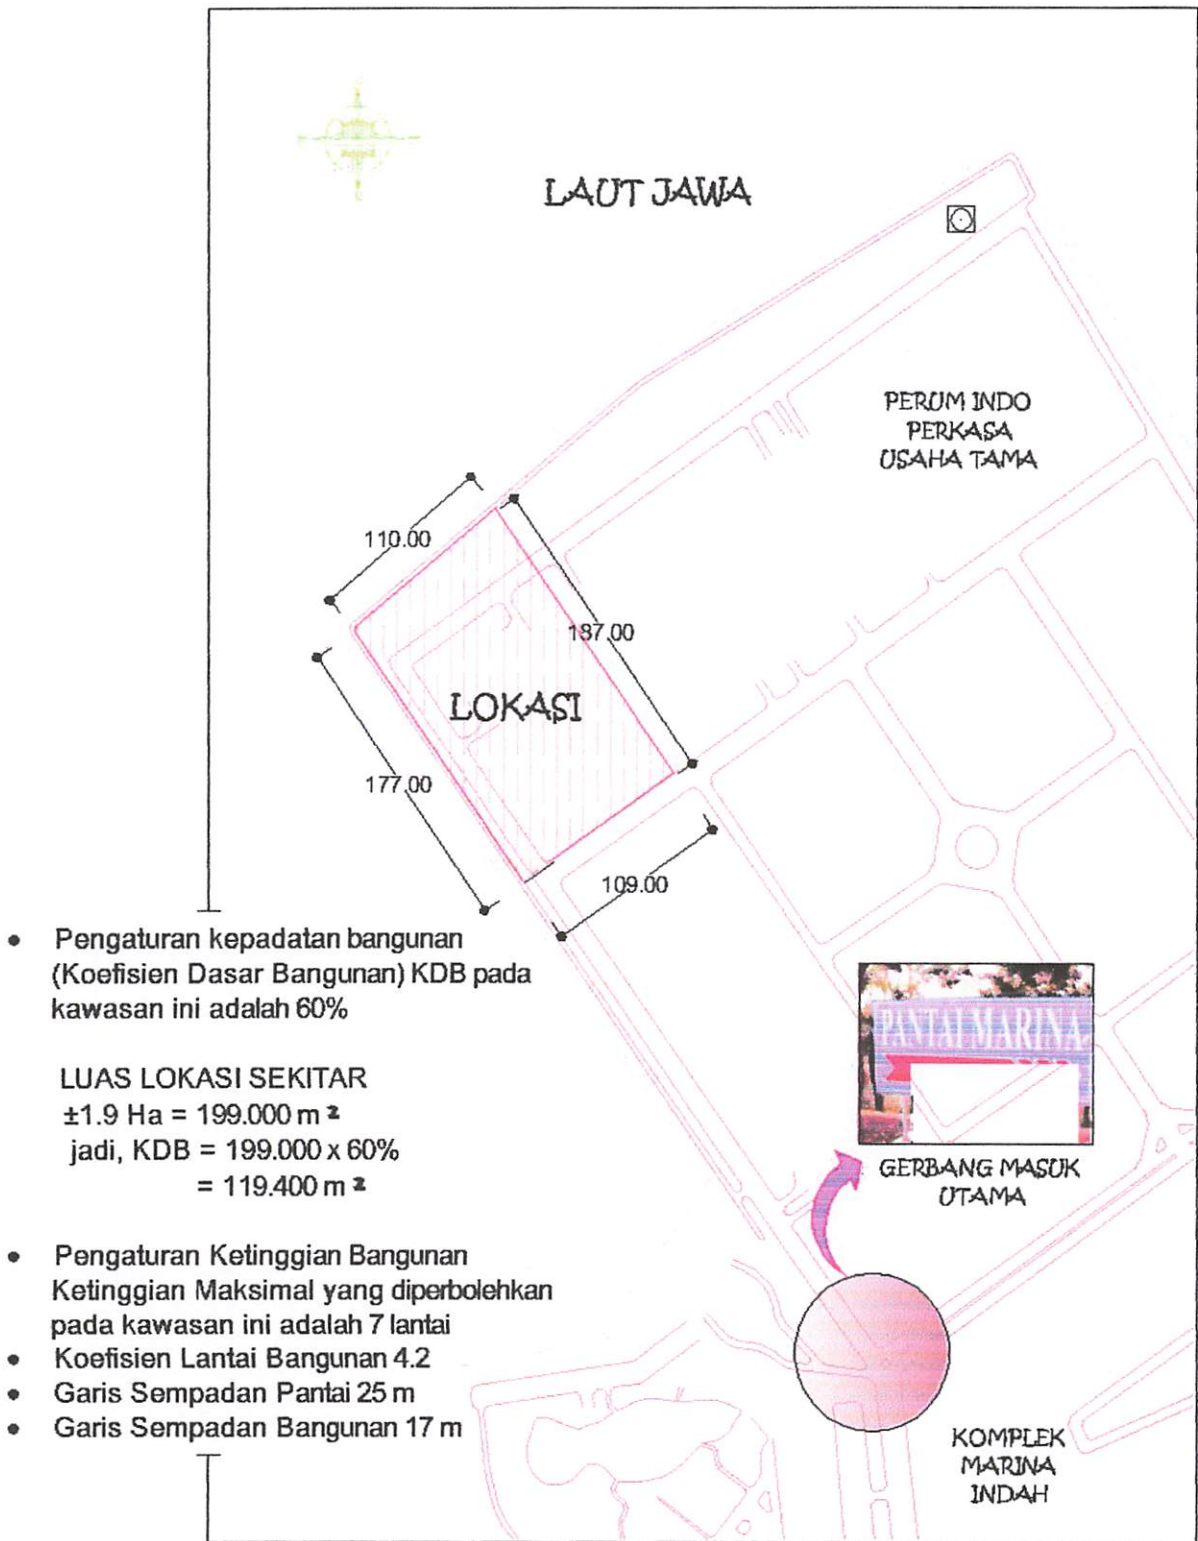 LAUT JAWA
PERUM INDO
PERKASA
USAHA TAMA
110.00
187.00
LOKASI
177.00
109.00
• Pengaturan kepadatan bangunan
(Koefisien Dasar Bangunan) KDB pada
kawasan ini adalah 60%
LUAS LOKASI SEKITAR
±1.9 Ha = 199.000 m²
jadi, KDB = 199.000 x 60%
= 119.400 m²
PANTAI MARINA
GERBANG MASUK
UTAMA
• Pengaturan Ketinggian Bangunan
Ketinggian Maksimal yang diperbolehkan
pada kawasan ini adalah 7 lantai
• Koefisien Lantai Bangunan 4.2
• Garis Sempadan Pantai 25 m
• Garis Sempadan Bangunan 17 m
KOMPLEK
MARINA
INDAH